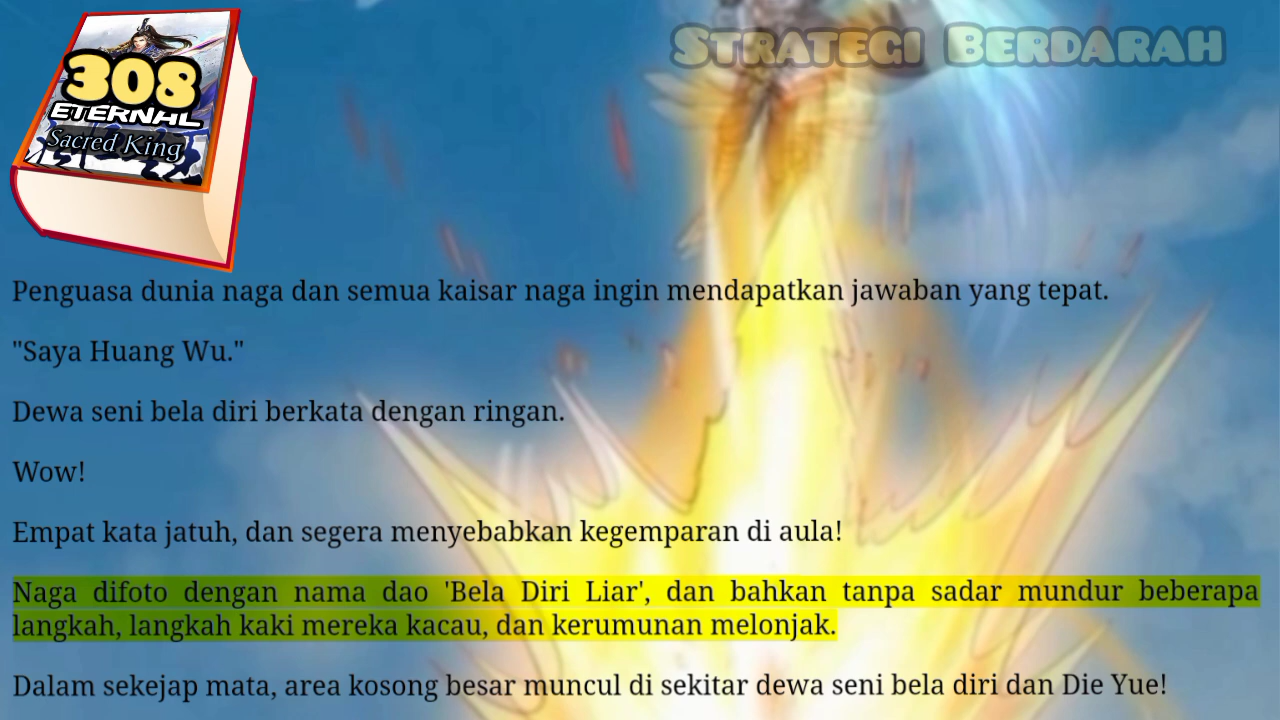 Strategi Berdarah
308
ETERNAL
Sacred King
Penguasa dunia naga dan semua kaisar naga ingin mendapatkan jawaban yang tepat.
"Saya Huang Wu."
Dewa seni bela diri berkata dengan ringan.
Wow!
Empat kata jatuh, dan segera menyebabkan kegemparan di aula!
Naga difoto dengan nama dao 'Bela Diri Liar', dan bahkan tanpa sadar mundur beberapa
langkah, langkah kaki mereka kacau, dan kerumunan melonjak.
Dalam sekejap mata, area kosong besar muncul di sekitar dewa seni bela diri dan Die Yue!